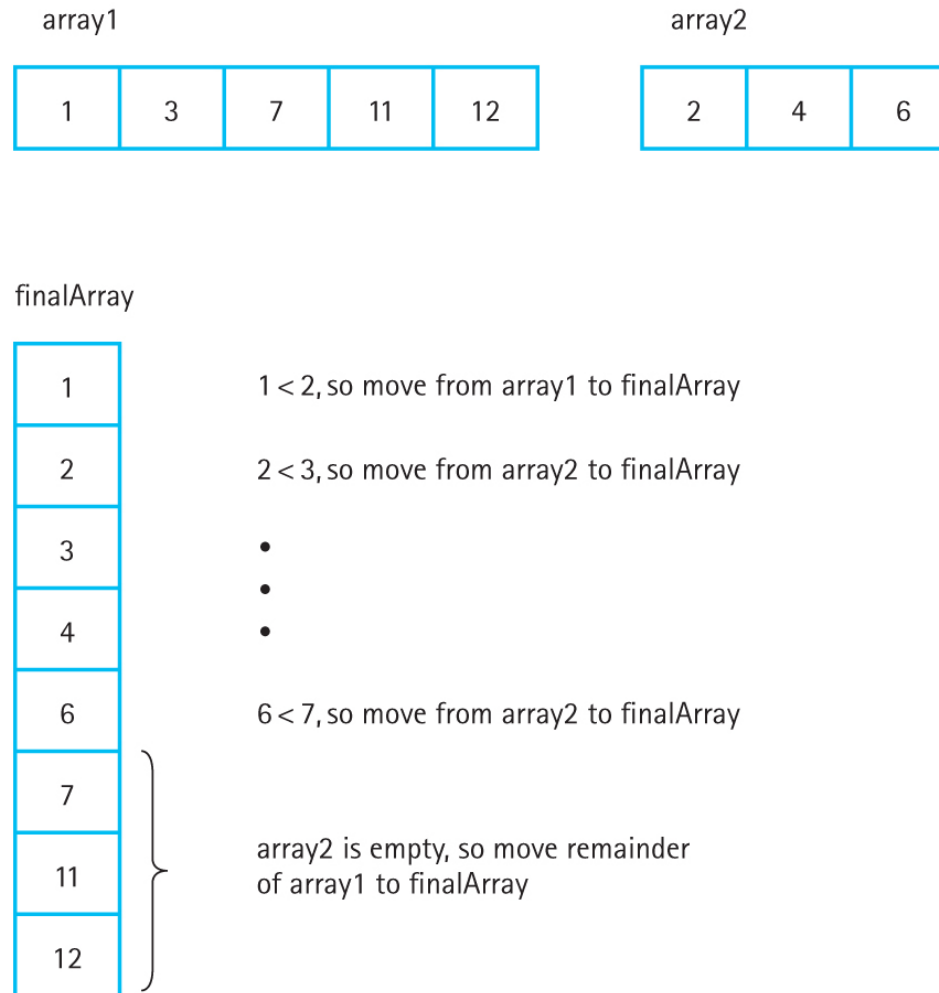 array1 array2
1 3 7 11 12 2 4 6
finalArray
1 1 < 2, so move from array1 to finalArray
2 2 < 3, so move from array2 to finalArray
3 •
•
4 •
6 6 < 7, so move from array2 to finalArray
7
array2 is empty, so move remainder
11 of array1 to finalArray
12